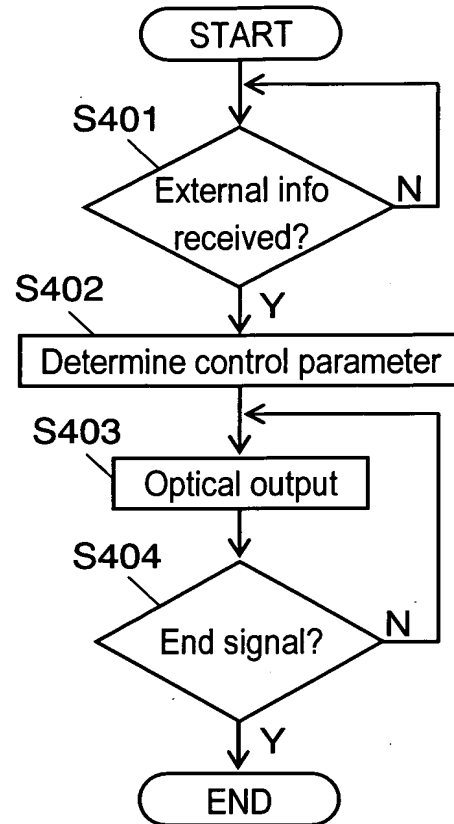 START
S401
External info
received?
N
Y
S402
Determine control parameter
S403
Optical output
S404
End signal?
N
Y
END